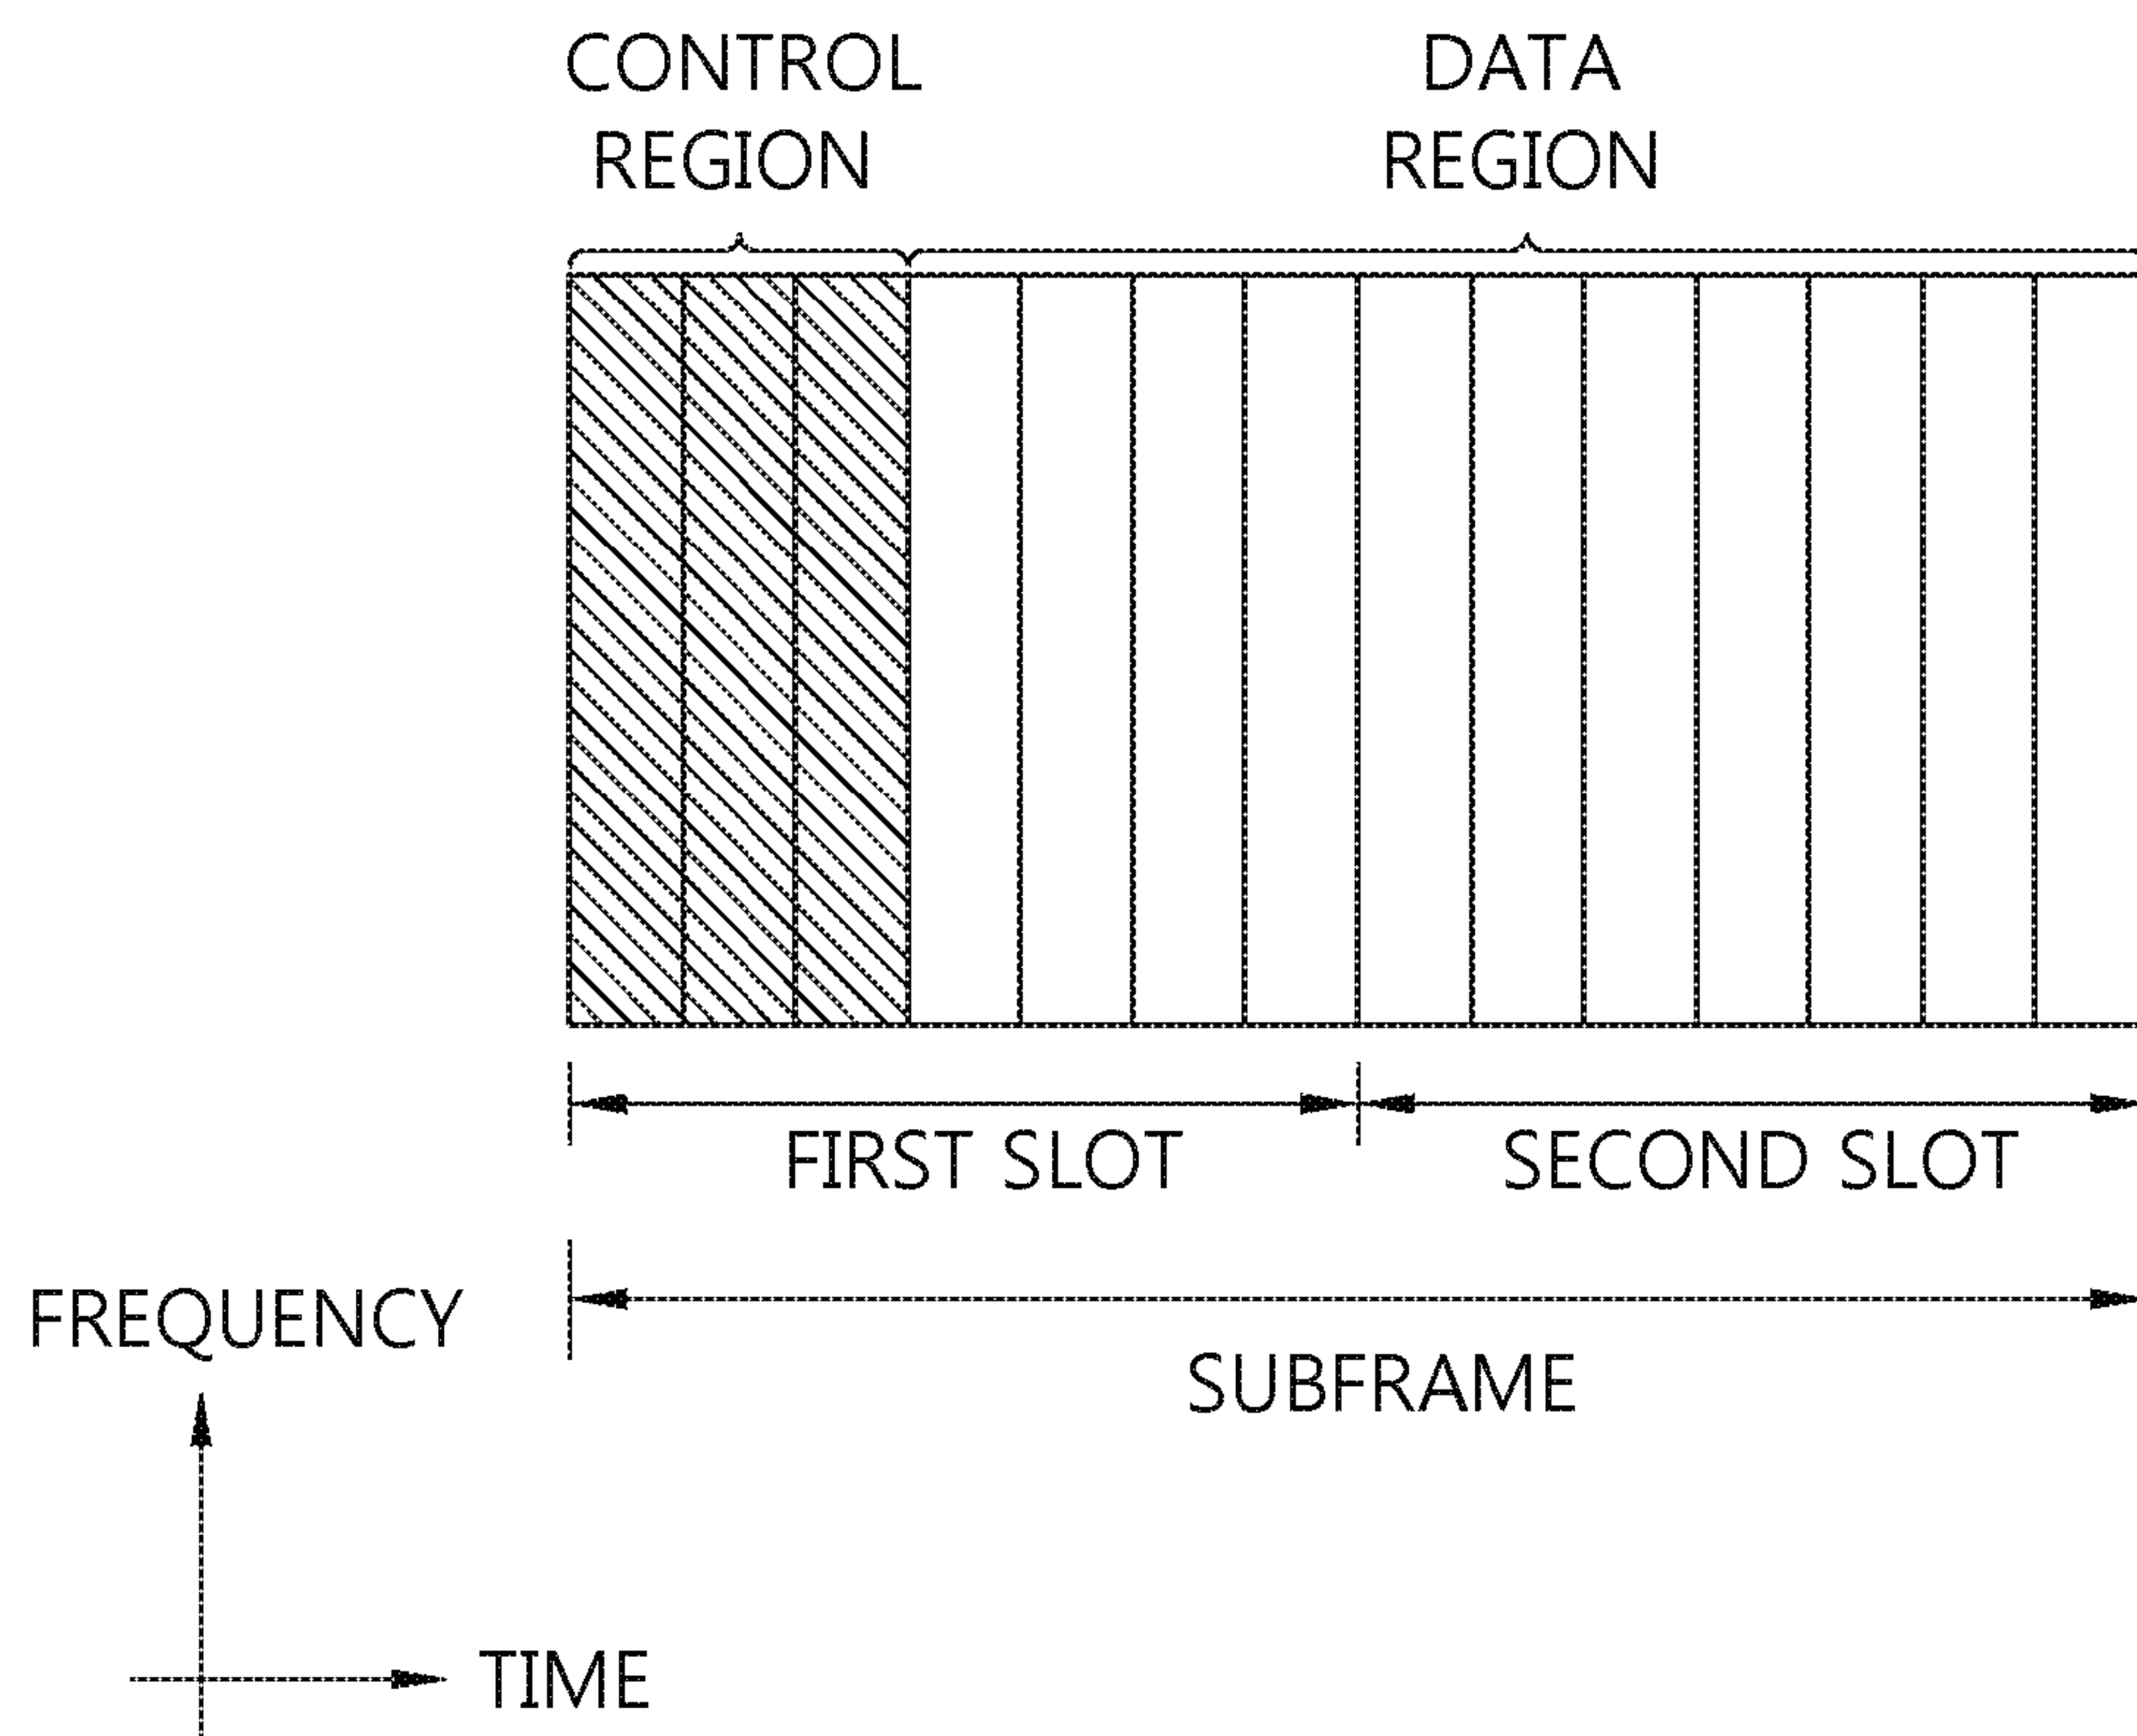 CONTROL
REGION
DATA
REGION
FIRST SLOT
SECOND SLOT
SUBFRAME
FREQUENCY
TIME